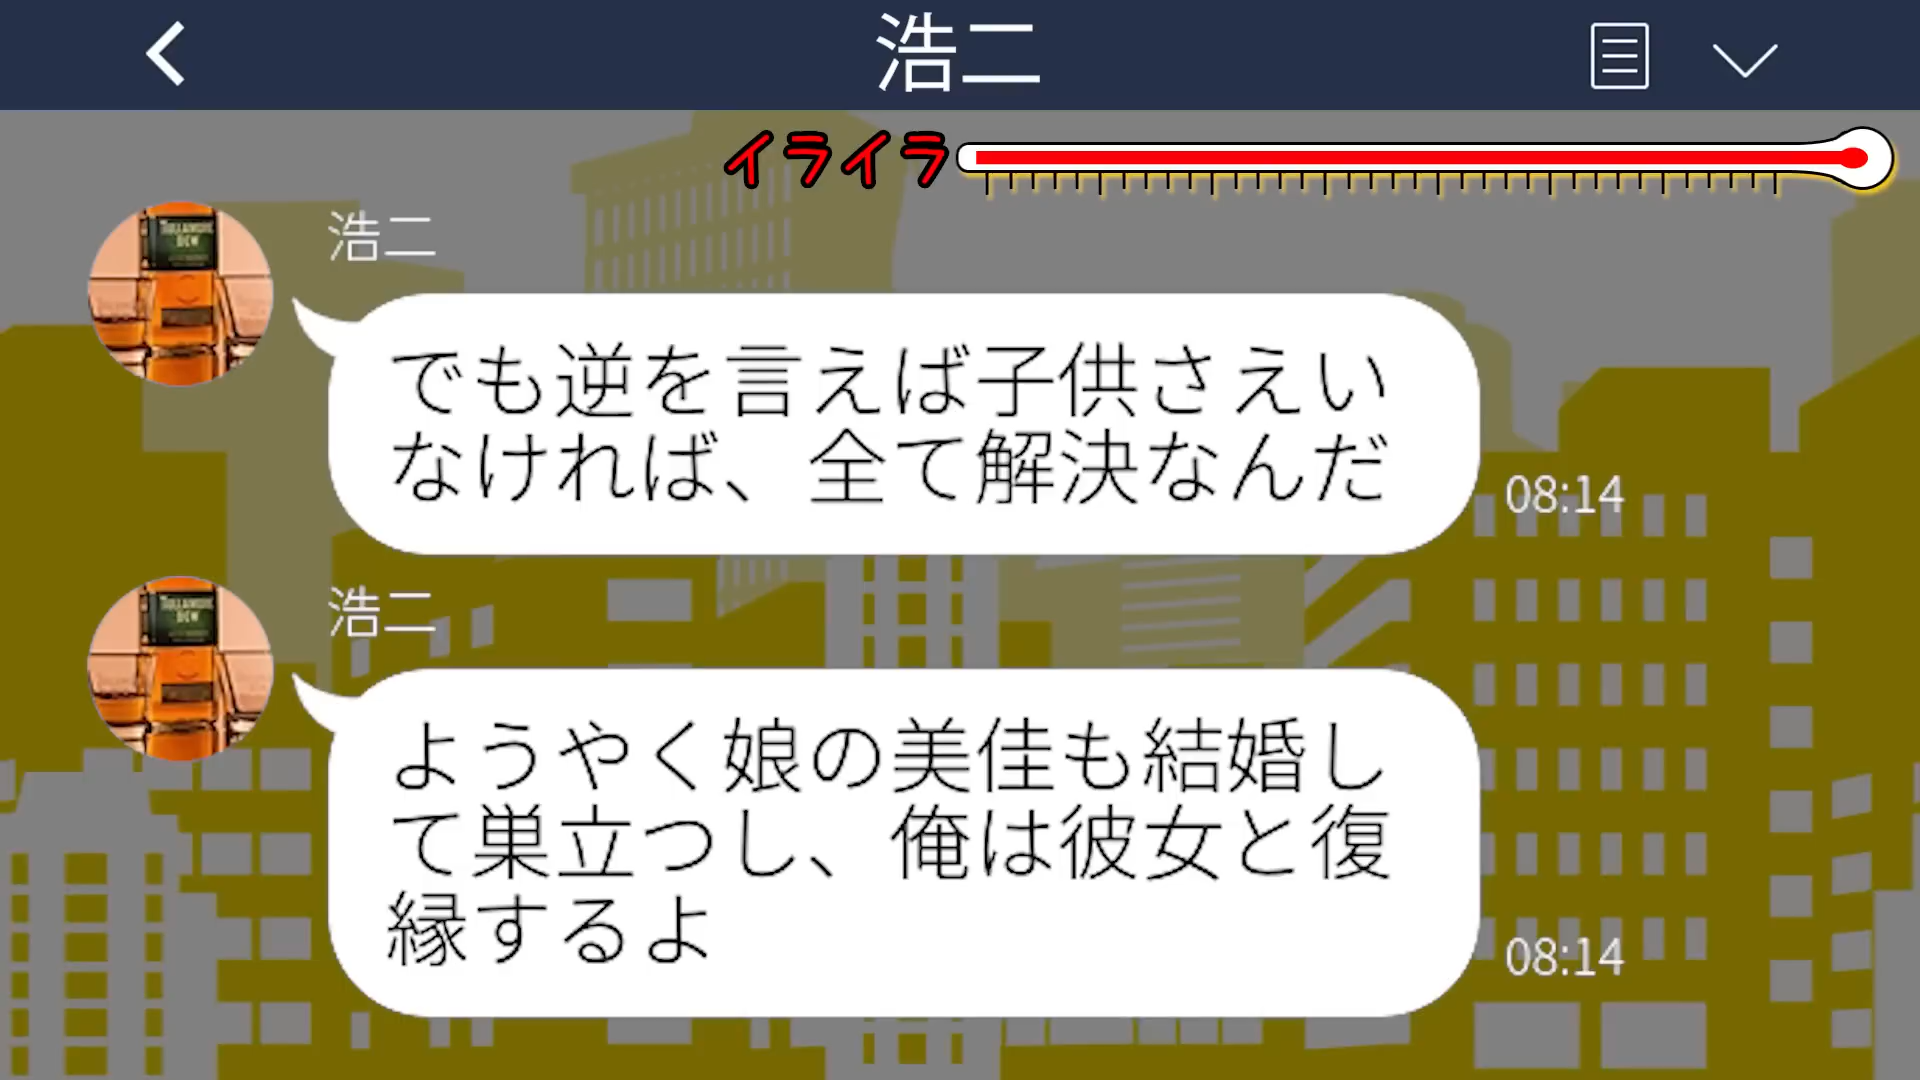 浩二
イライラ
浩二
でも逆を言えば子供さえい
なければ、全て解決なんだ
08:14
浩二
ようやく娘の美佳も結婚し
て巣立つし、俺は彼女と復
縁するよ
08:14